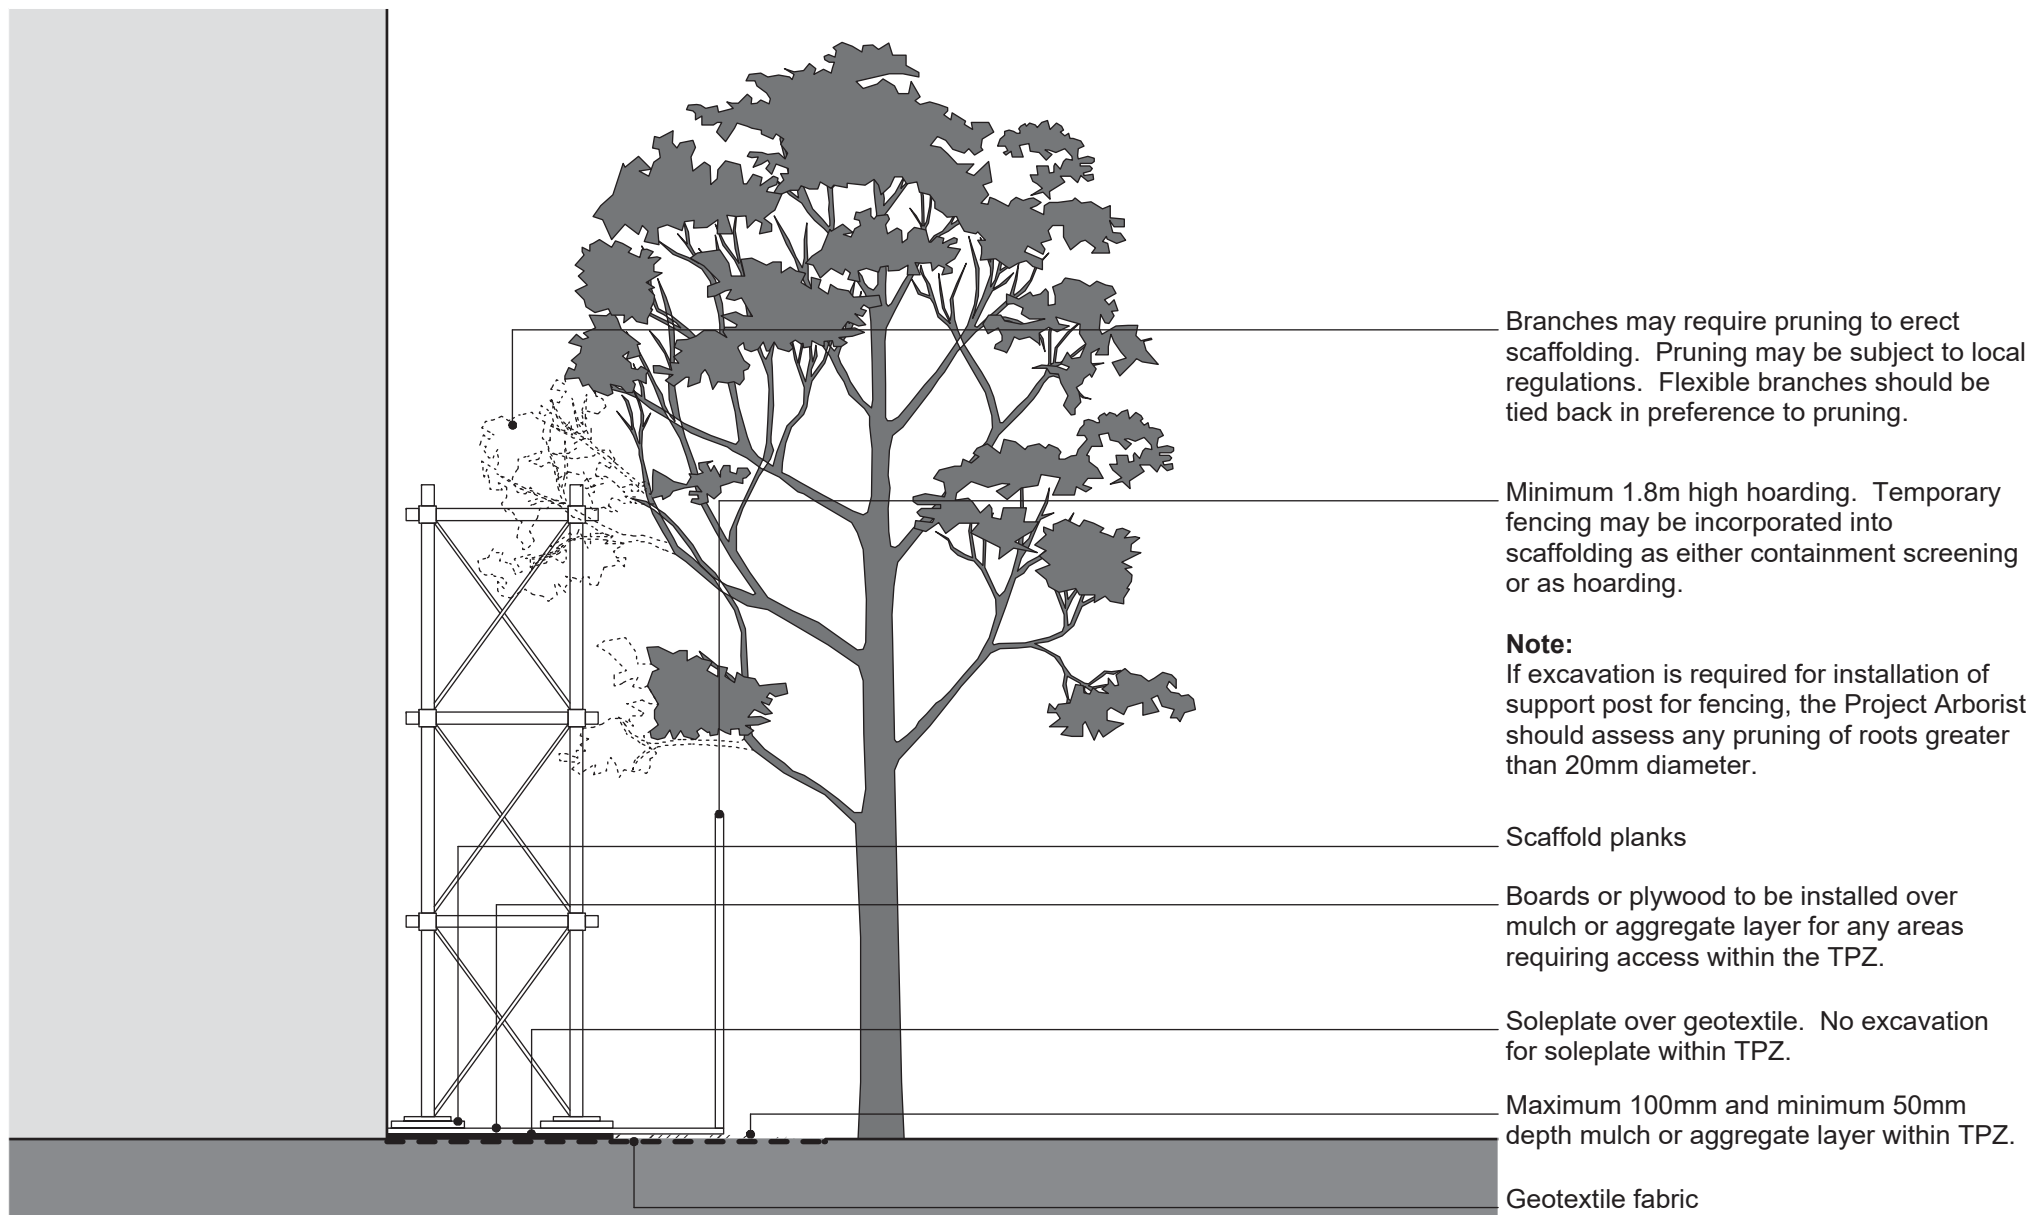 Branches may require pruning to erect
scaffolding.  Pruning may be subject to local
regulations.  Flexible branches should be
tied back in preference to pruning.
Minimum 1.8m high hoarding.  Temporary
fencing may be incorporated into
scaffolding as either containment screening
or as hoarding.
Note:
If excavation is required for installation of
support post for fencing, the Project Arborist
should assess any pruning of roots greater
than 20mm diameter.
Scaffold planks
Boards or plywood to be installed over
mulch or aggregate layer for any areas
requiring access within the TPZ.
Soleplate over geotextile.  No excavation
for soleplate within TPZ.
Maximum 100mm and minimum 50mm
depth mulch or aggregate layer within TPZ.
Geotextile fabric